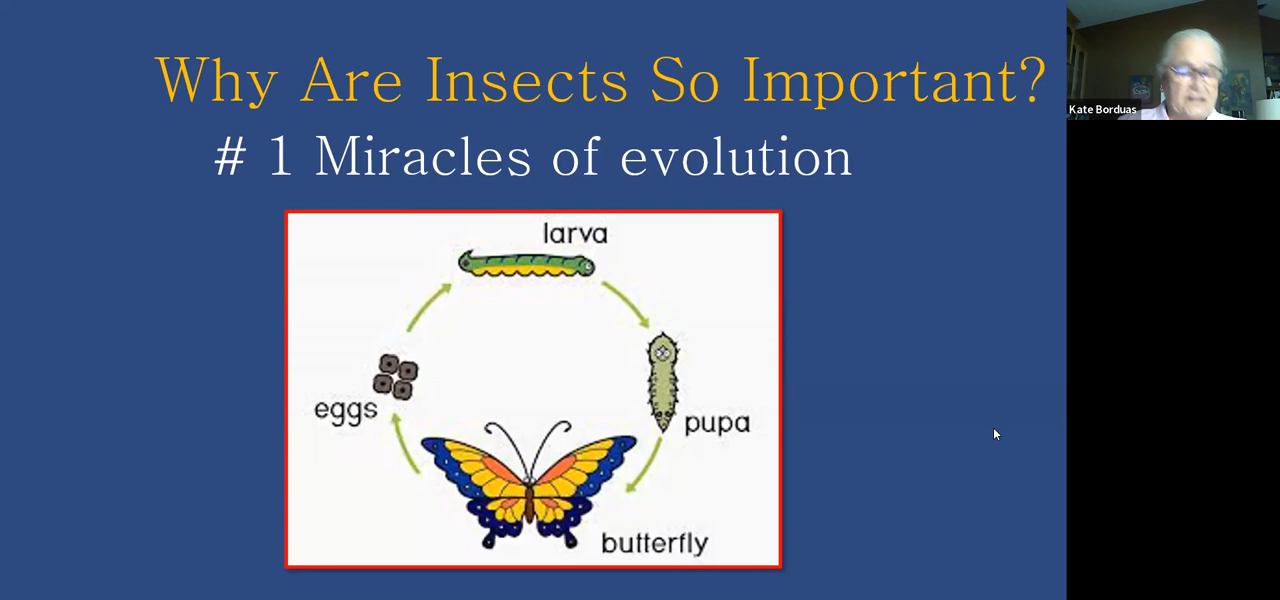 Why Are Insects So Important?
# 1 Miracles of evolution
larva
eggs
pupa
butterfly
Kate Borduas